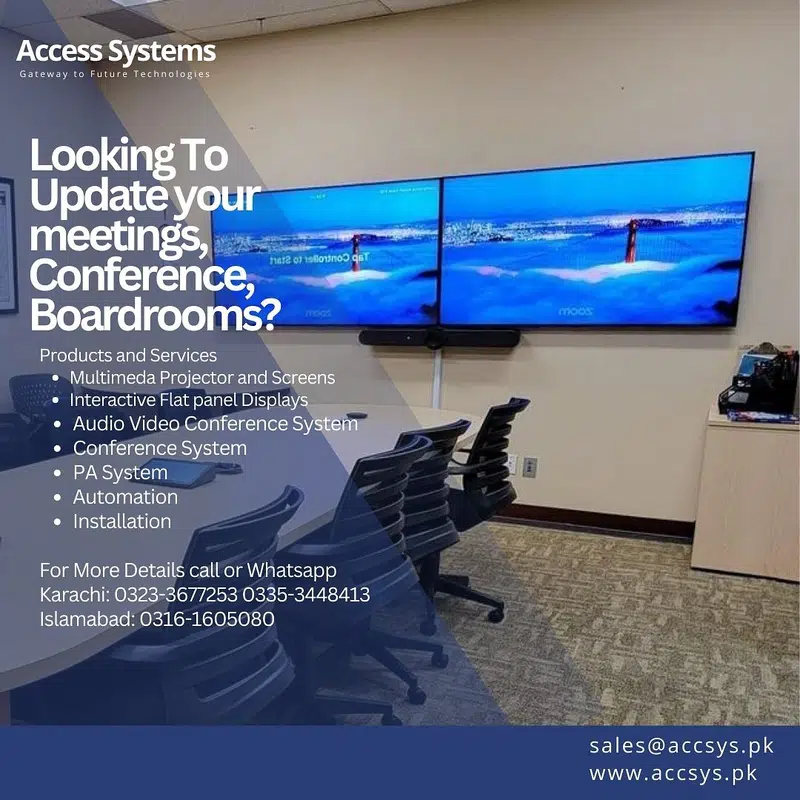 Access Systems
Gateway to Future Technologies
Looking To
Update your
meetings,
Conference,
Boardrooms?
Products and Services
• Multimeda Projector and Screens
• Interactive Flat panel Displays
• Audio Video Conference System
• Conference System
• PA System
• Automation
• Installation
For More Details call or Whatsapp
Karachi: 0323-3677253 0335-3448413
Islamabad: 0316-1605080
Tap Controller to Start
zoom
zoom
sales@accsys.pk
www.accsys.pk